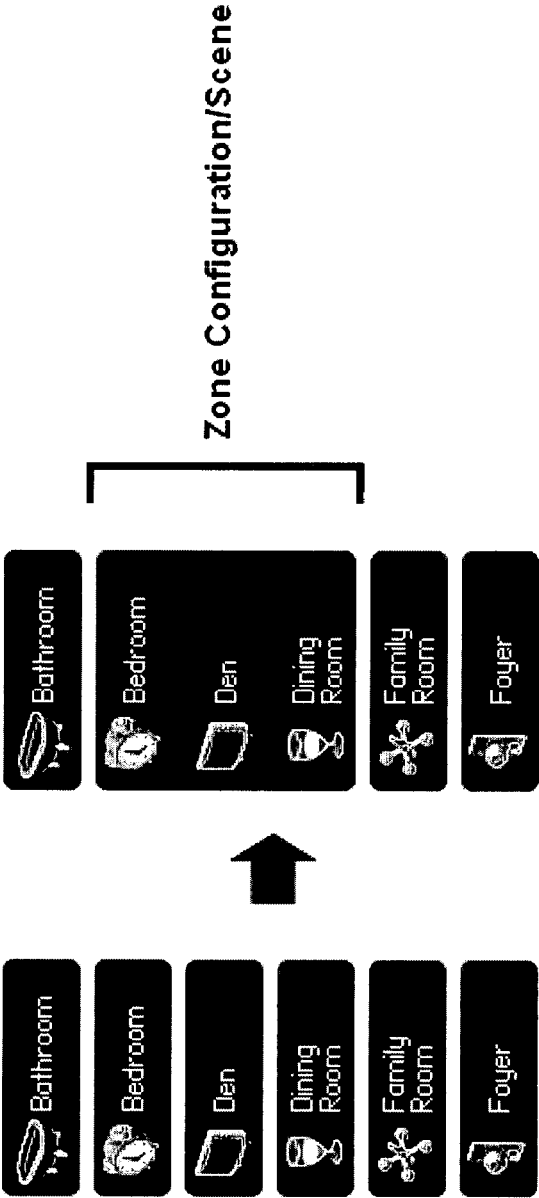 Bathroom
Bedroom
Den
Dining
Room
Family
Room
Foyer
Bathroom
Bedroom
Den
Dining
Room
Family
Room
Foyer
Zone Configuration/Scene